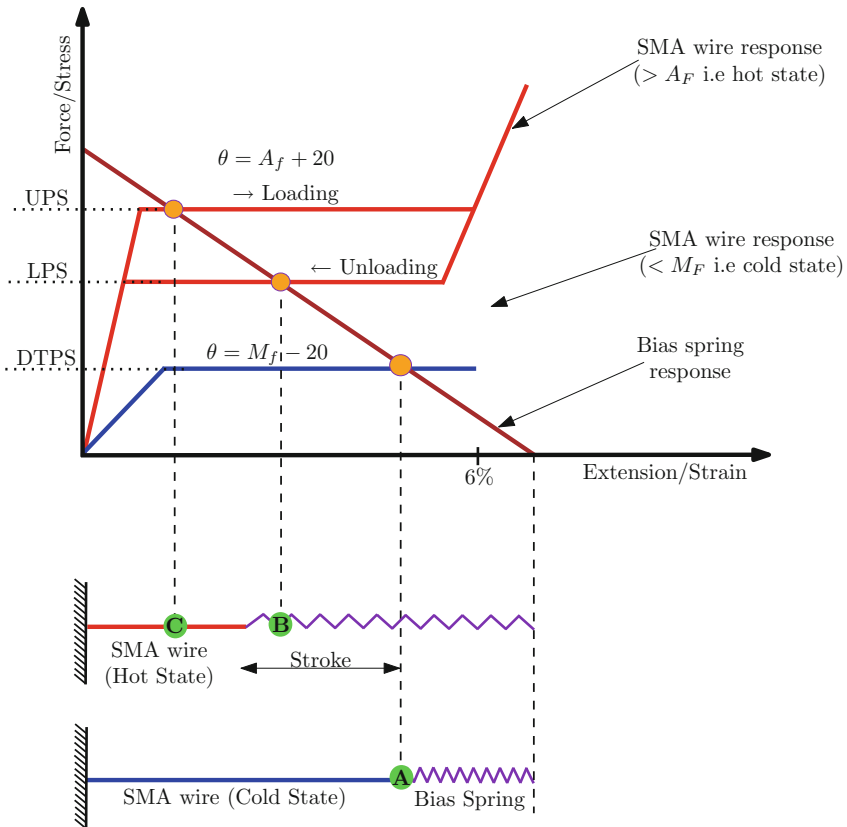 Force/Stress
SMA wire response
(> A_F i.e hot state)
θ = A_f + 20
→ Loading
UPS
SMA wire response
(< M_F i.e cold state)
← Unloading
LPS
θ = M_f − 20
DTPS
Bias spring
response
6%
Extension/Strain
C
B
SMA wire
(Hot State)
Stroke
A
SMA wire (Cold State)
Bias Spring